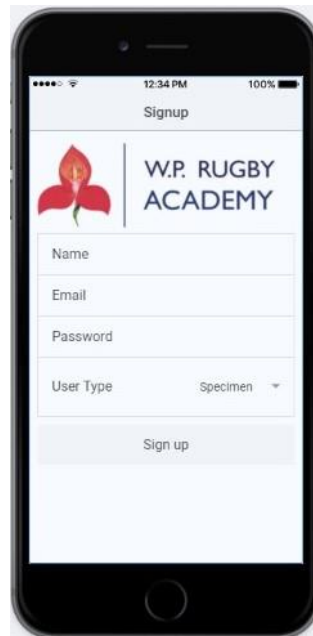 12:34 PM 100%
Signup
W.P. RUGBY
ACADEMY
Name
Email
Password
User Type Specimen
Sign up